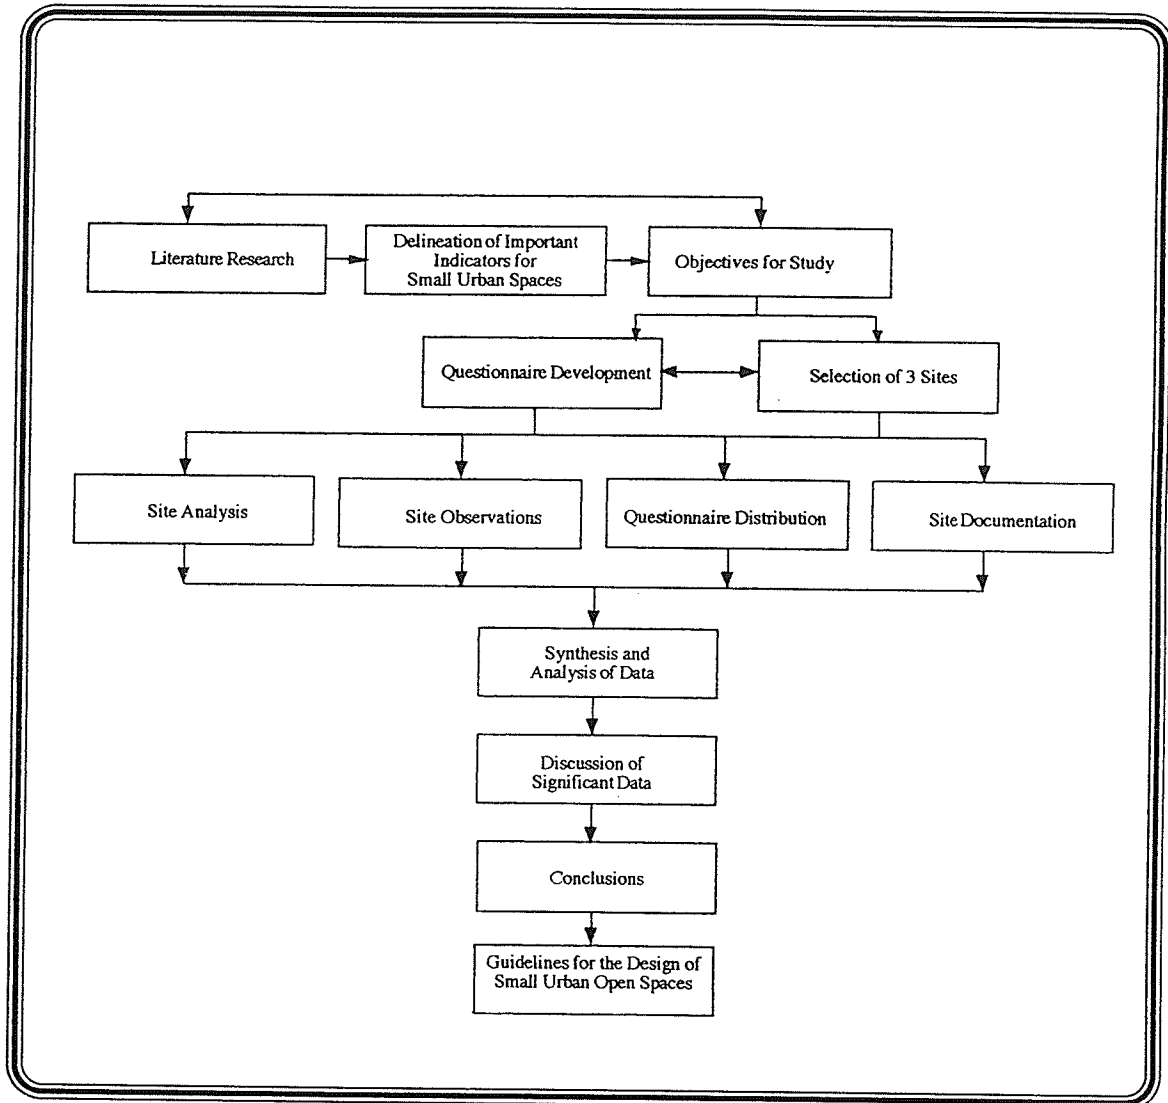 Literature Research
Delineation of Important
Indicators for
Small Urban Spaces
Objectives for Study
Questionnaire Development
Selection of 3 Sites
Site Analysis
Site Observations
Questionnaire Distribution
Site Documentation
Synthesis and
Analysis of Data
Discussion of
Significant Data
Conclusions
Guidelines for the Design of
Small Urban Open Spaces